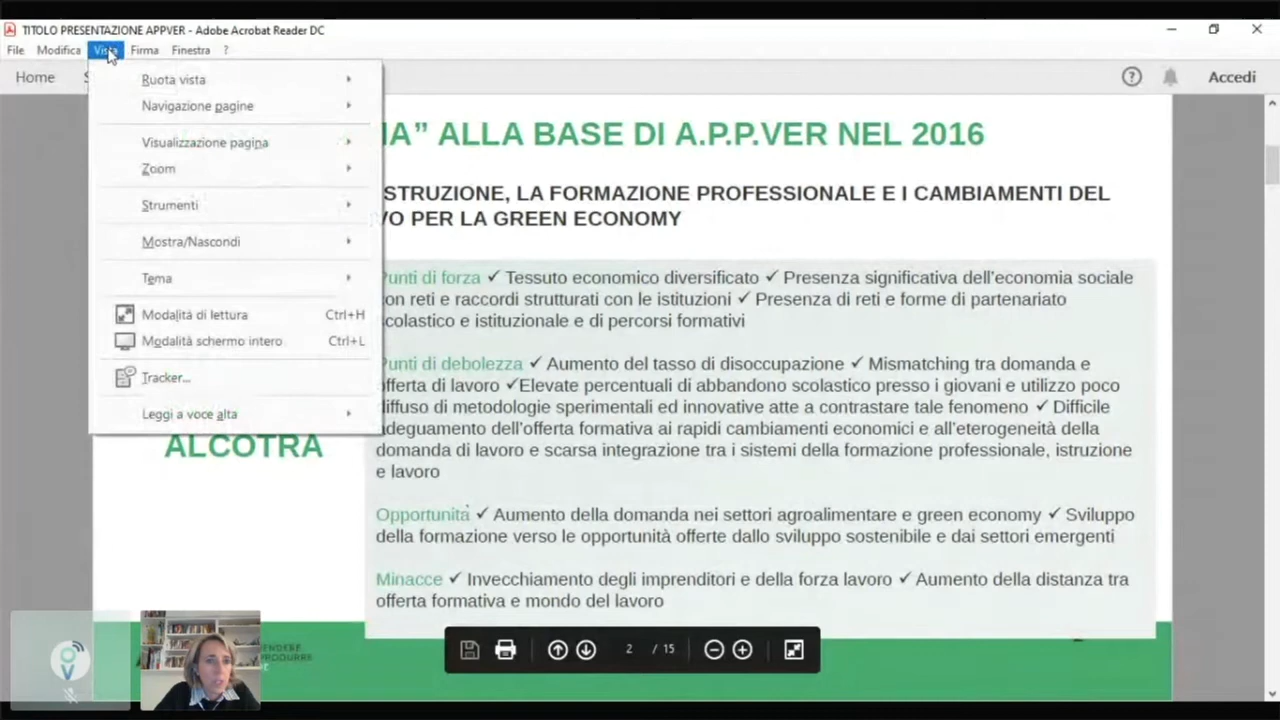 TITOLO PRESENTAZIONE APPVER - Adobe Acrobat Reader DC
File Modifica Vista Firma Finestra ?
Home
Accedi
Ruota vista
Navigazione pagine
Visualizzazione pagina
Zoom
Strumenti
Mostra/Nascondi
Tema
Modalità di lettura Ctrl+H
Modalità schermo intero Ctrl+L
Tracker...
Leggi a voce alta
IA” ALLA BASE DI A.P.P.VER NEL 2016
STRUZIONE, LA FORMAZIONE PROFESSIONALE E I CAMBIAMENTI DEL
VO PER LA GREEN ECONOMY
ALCOTRA
Punti di forza ✓ Tessuto economico diversificato ✓ Presenza significativa dell’economia sociale
con reti e raccordi strutturati con le istituzioni ✓ Presenza di reti e forme di partenariato
scolastico e istituzionale e di percorsi formativi
Punti di debolezza ✓ Aumento del tasso di disoccupazione ✓ Mismatching tra domanda e
offerta di lavoro ✓Elevate percentuali di abbandono scolastico presso i giovani e utilizzo poco
diffuso di metodologie sperimentali ed innovative atte a contrastare tale fenomeno ✓ Difficile
adeguamento dell’offerta formativa ai rapidi cambiamenti economici e all’eterogeneità della
domanda di lavoro e scarsa integrazione tra i sistemi della formazione professionale, istruzione
e lavoro
Opportunità ✓ Aumento della domanda nei settori agroalimentare e green economy ✓ Sviluppo
della formazione verso le opportunità offerte dallo sviluppo sostenibile e dai settori emergenti
Minacce ✓ Invecchiamento degli imprenditori e della forza lavoro ✓ Aumento della distanza tra
offerta formativa e mondo del lavoro
2 / 15